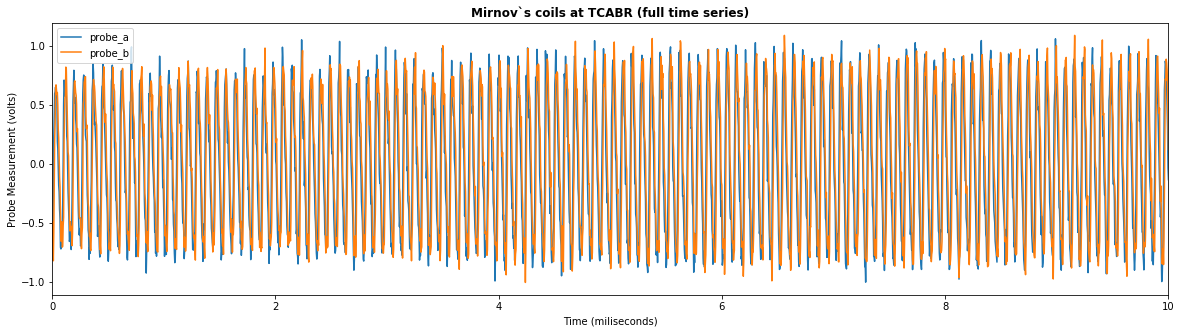 Mirnov`s coils at TCABR (full time series)
probe_a
probe_b
1.0
0.5
0.0
−0.5
−1.0
Probe Measurement (volts)
0 2 4 6 8 10
Time (miliseconds)